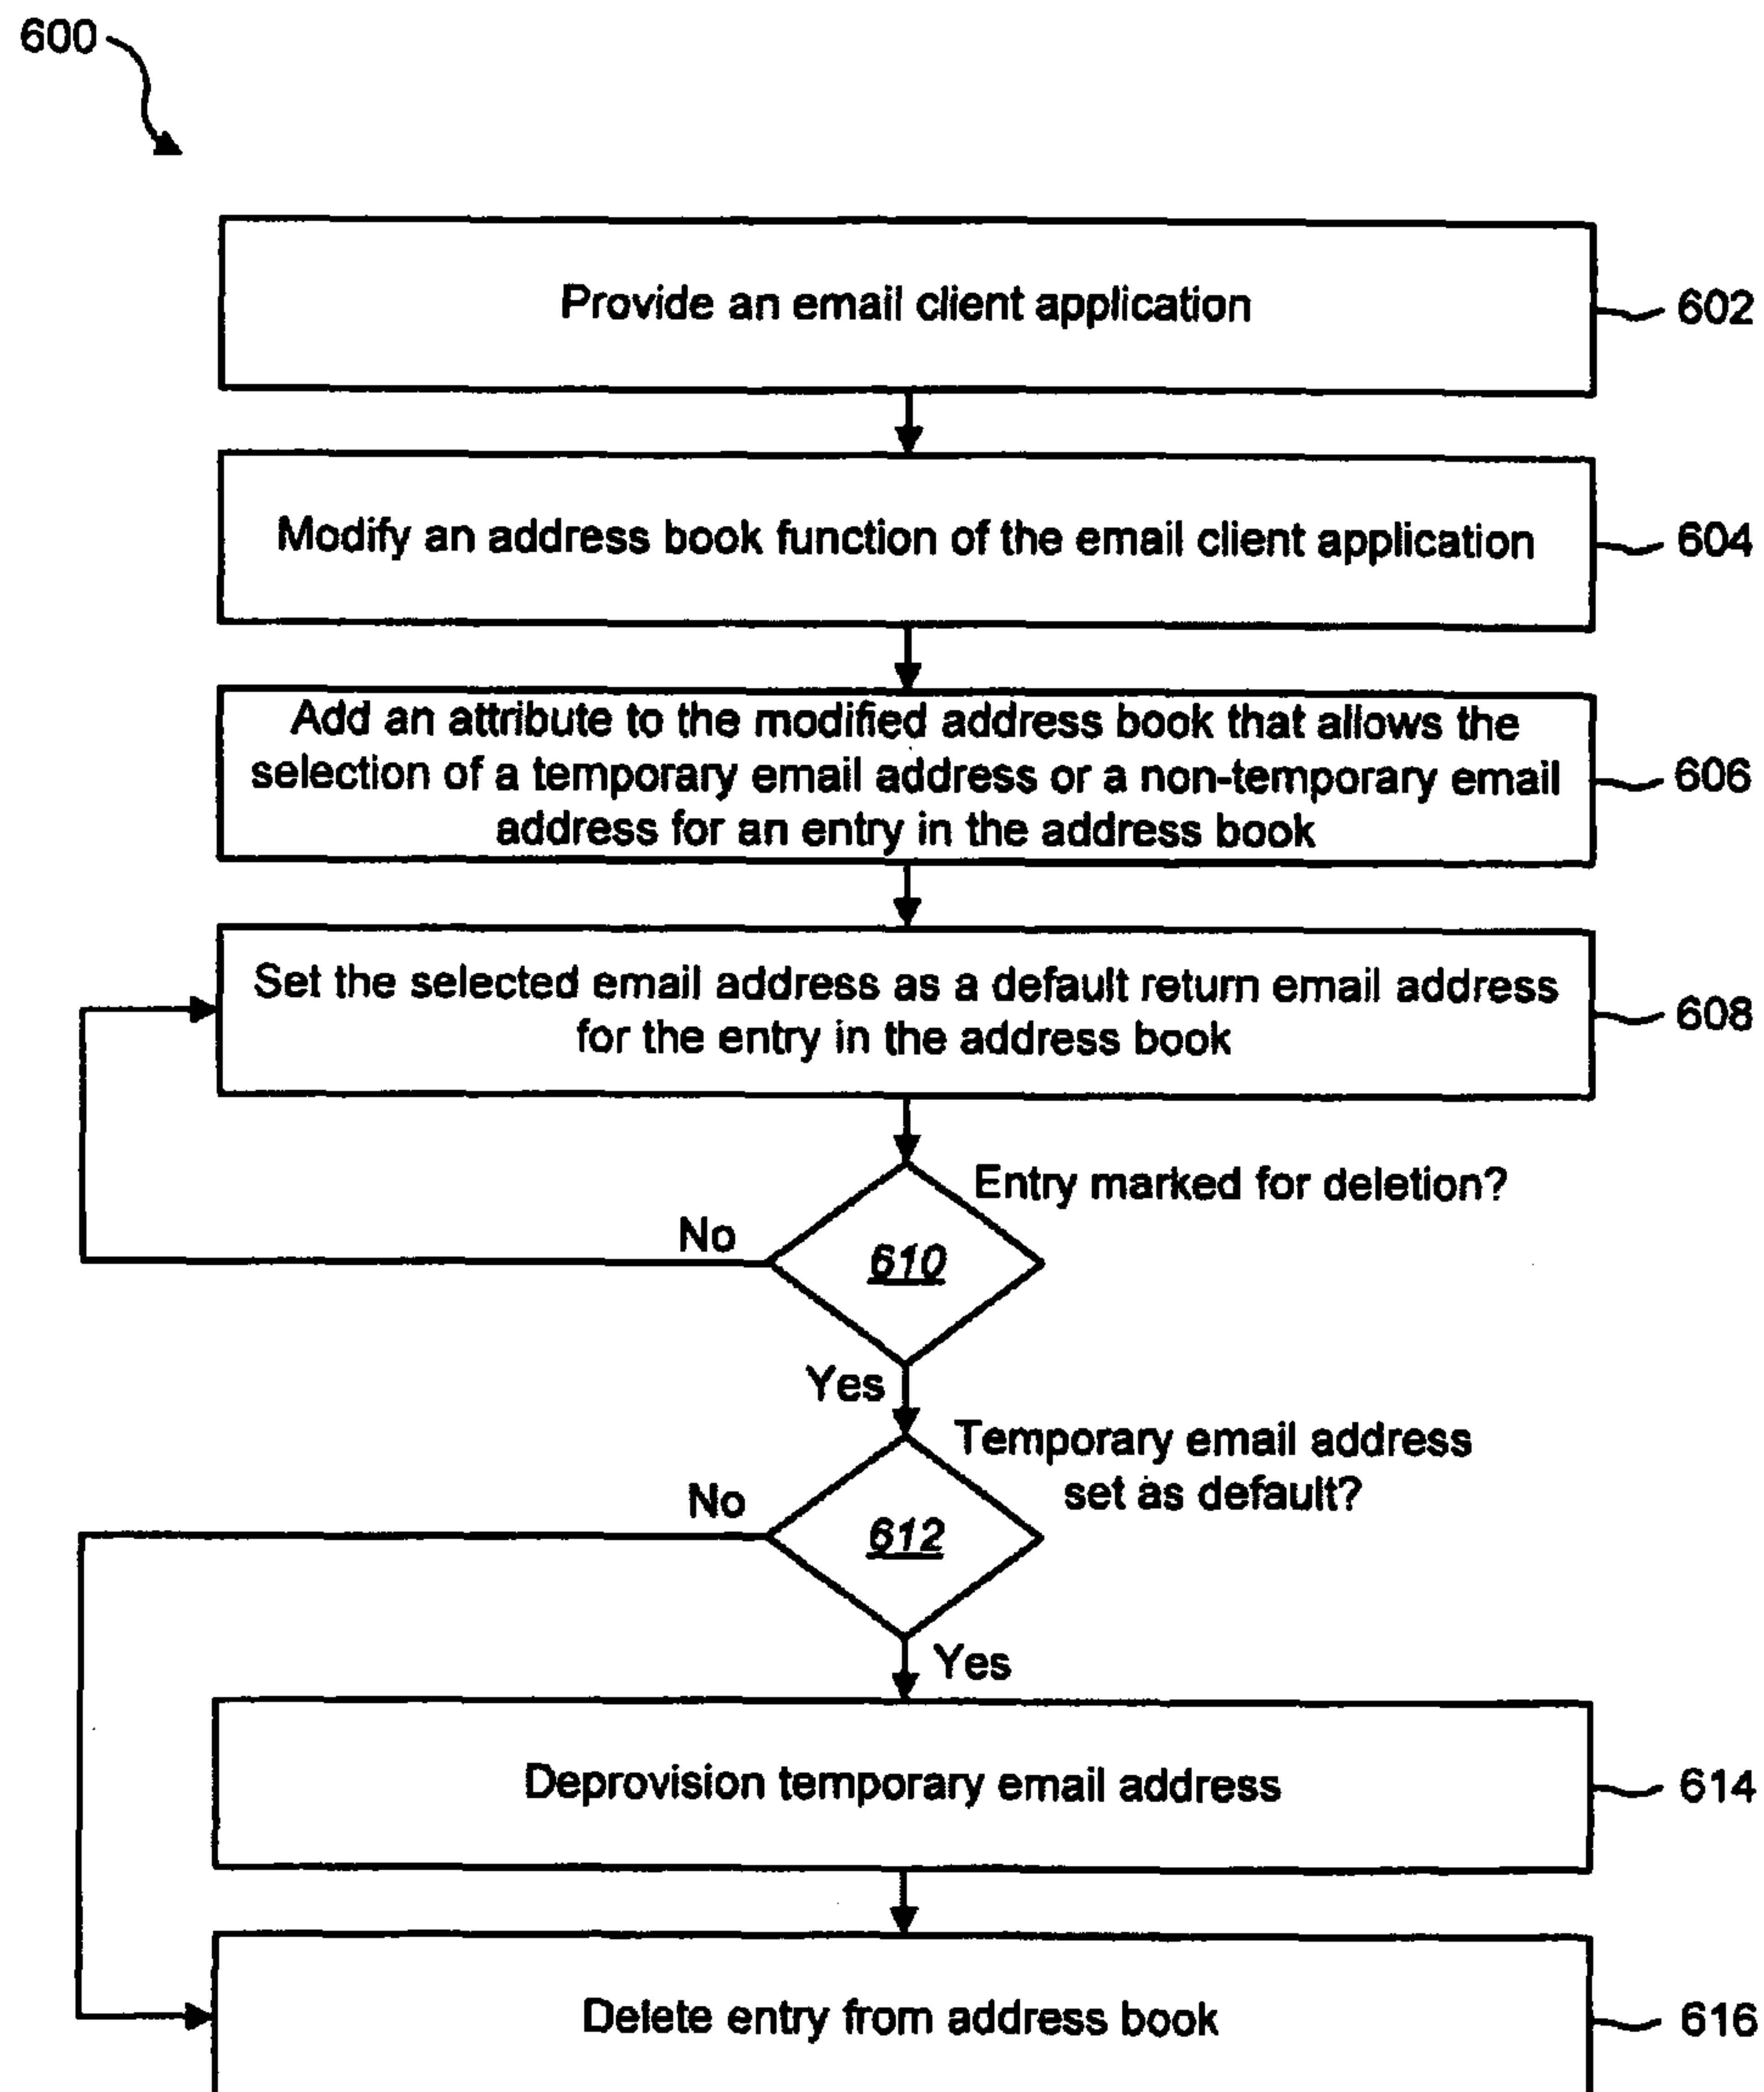 600
Provide an email client application
602
Modify an address book function of the email client application
604
Add an attribute to the modified address book that allows the
selection of a temporary email address or a non-temporary email
address for an entry in the address book
606
Set the selected email address as a default return email address
for the entry in the address book
608
Entry marked for deletion?
No
610
Yes
Temporary email address
set as default?
No
612
Yes
Deprovision temporary email address
614
Delete entry from address book
616